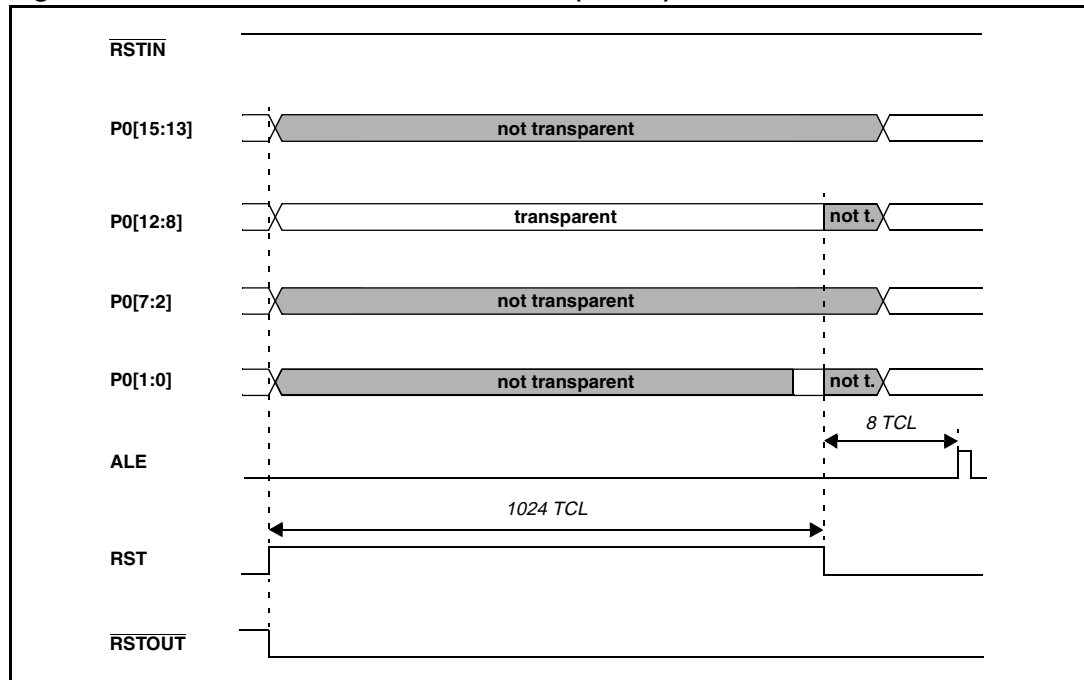 RSTIN
P0[15:13]
not transparent
P0[12:8]
transparent
not t.
P0[7:2]
not transparent
P0[1:0]
not transparent
not t.
8 TCL
ALE
1024 TCL
RST
RSTOUT